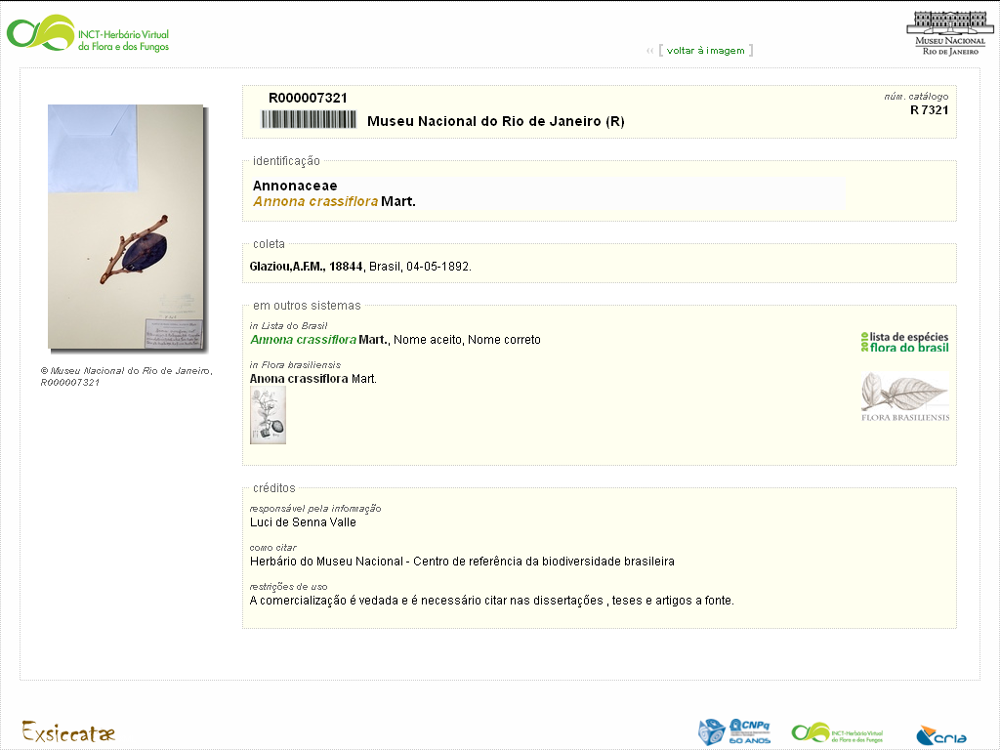 INCT-Herbário Virtual
da Flora e dos Fungos
‹‹ [ voltar à imagem ]
MUSEU NACIONAL
RIO DE JANEIRO
R000007321
Museu Nacional do Rio de Janeiro (R)
núm. catálogo
R 7321
identificação
Annonaceae
Annona crassiflora Mart.
coleta
Glaziou,A.F.M., 18844, Brasil, 04-05-1892.
em outros sistemas
in Lista do Brasil
Annona crassiflora Mart., Nome aceito, Nome correto
2010 lista de espécies
flora do brasil
in Flora brasiliensis
Anona crassiflora Mart.
FLORA BRASILIENSIS
© Museu Nacional do Rio de Janeiro,
R000007321
créditos
responsável pela informação
Luci de Senna Valle
como citar
Herbário do Museu Nacional - Centro de referência da biodiversidade brasileira
restrições de uso
A comercialização é vedada e é necessário citar nas dissertações , teses e artigos a fonte.
Exsiccatæ
CNPq
60 ANOS
INCT-Herbário Virtual
da Flora e dos Fungos
cria